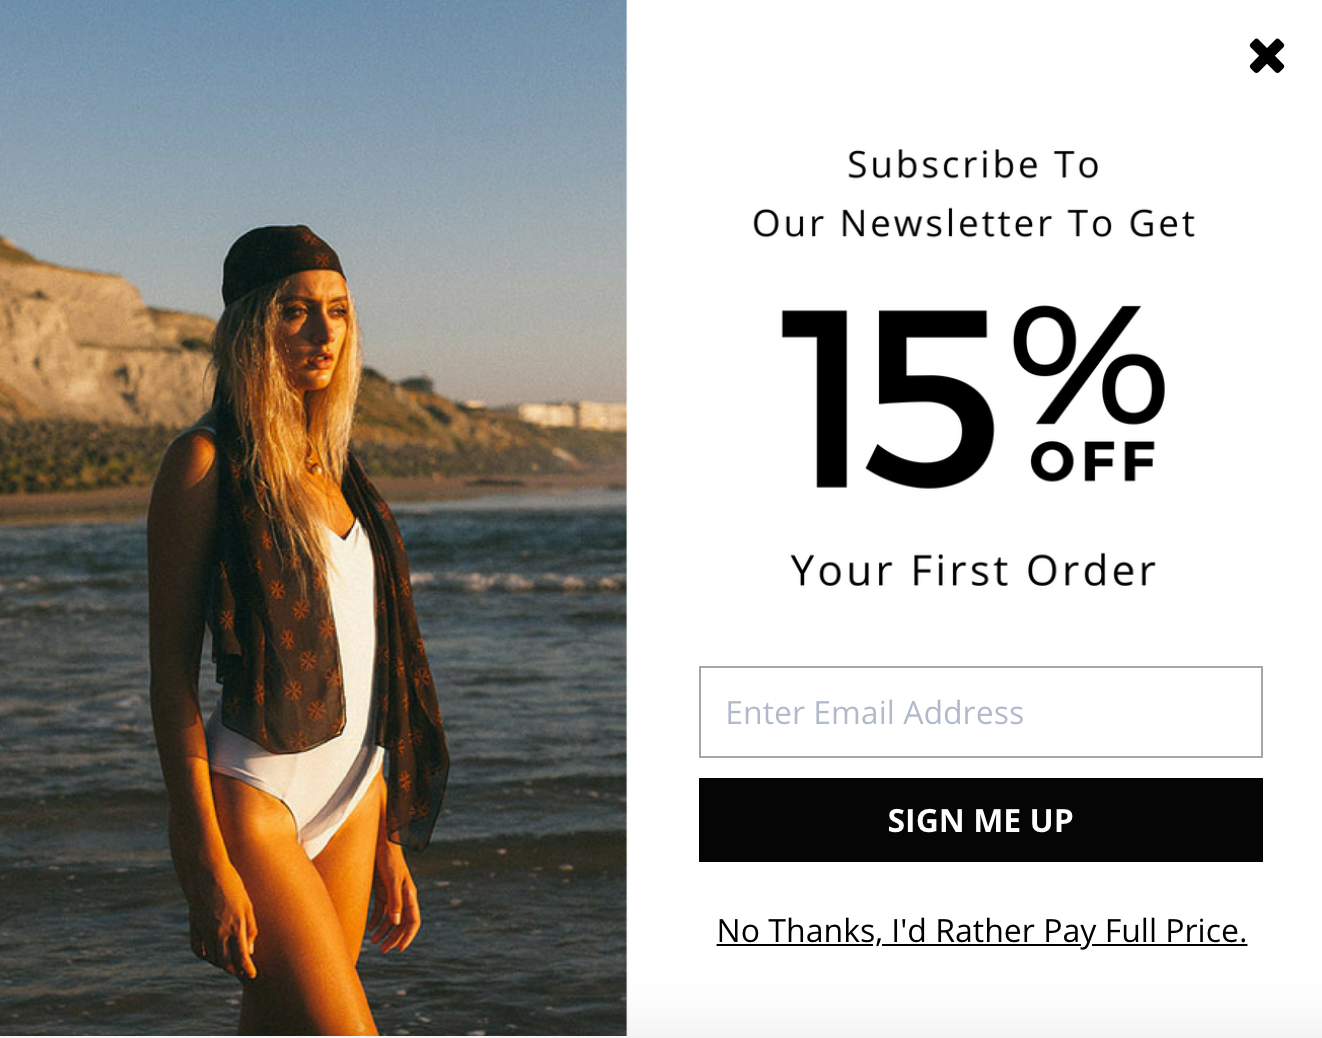 Subscribe To
Our Newsletter To Get
15%
OFF
Your First Order
Enter Email Address
SIGN ME UP
No Thanks, I'd Rather Pay Full Price.